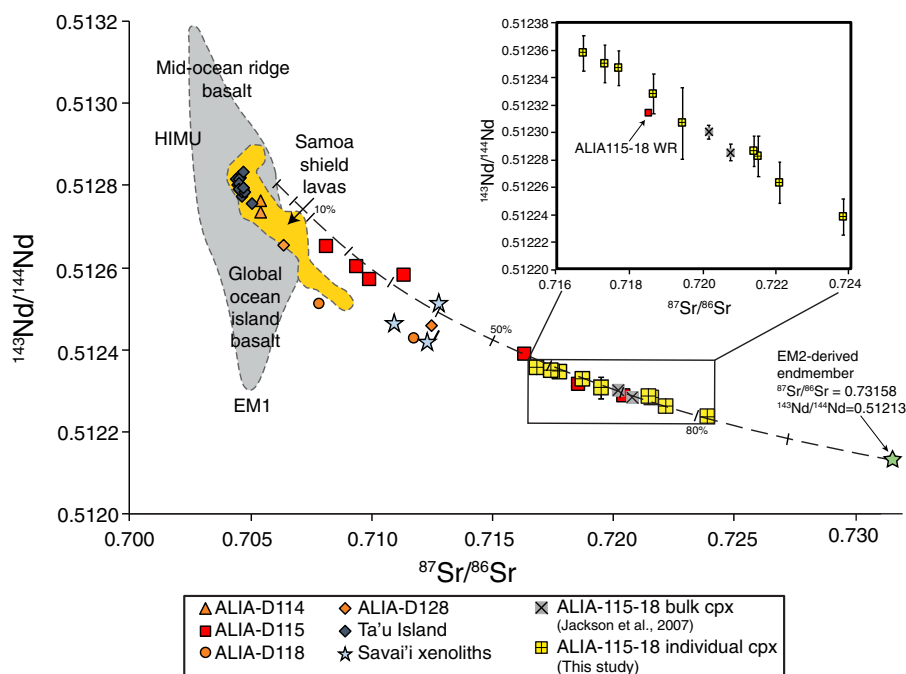 0.5130
0.5128
0.5126
0.5124
0.5122
0.5120
143Nd/144Nd
0.700
0.705
0.710
0.715
0.720
0.725
0.730
87Sr/86Sr
Mid-ocean ridge
basalt
HIMU
Samoa
shield
lavas
10%
Global
ocean
island
basalt
EM1
50%
80%
EM2-derived
endmember
87Sr/86Sr = 0.73158
143Nd/144Nd=0.51213
0.51238
0.51236
0.51234
0.51232
0.51230
0.51228
0.51226
0.51224
0.51220
143Nd/144Nd
ALIA115-18 WR
0.716
0.718
0.720
0.722
0.724
87Sr/86Sr
ALIA-D114
ALIA-D115
ALIA-D118
ALIA-D128
Ta'u Island
Savai'i xenoliths
ALIA-115-18 bulk cpx
(Jackson et al., 2007)
ALIA-115-18 individual cpx
(This study)